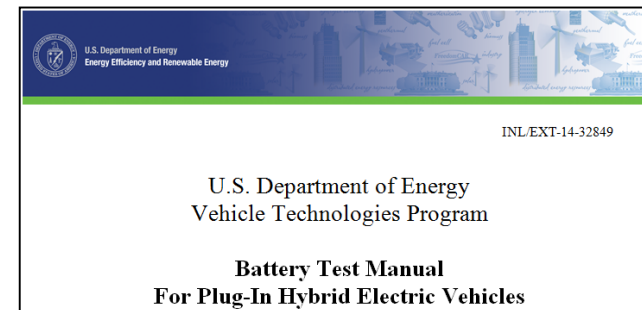 U.S. Department of Energy
Energy Efficiency and Renewable Energy
INL/EXT-14-32849
U.S. Department of Energy
Vehicle Technologies Program
Battery Test Manual
For Plug-In Hybrid Electric Vehicles